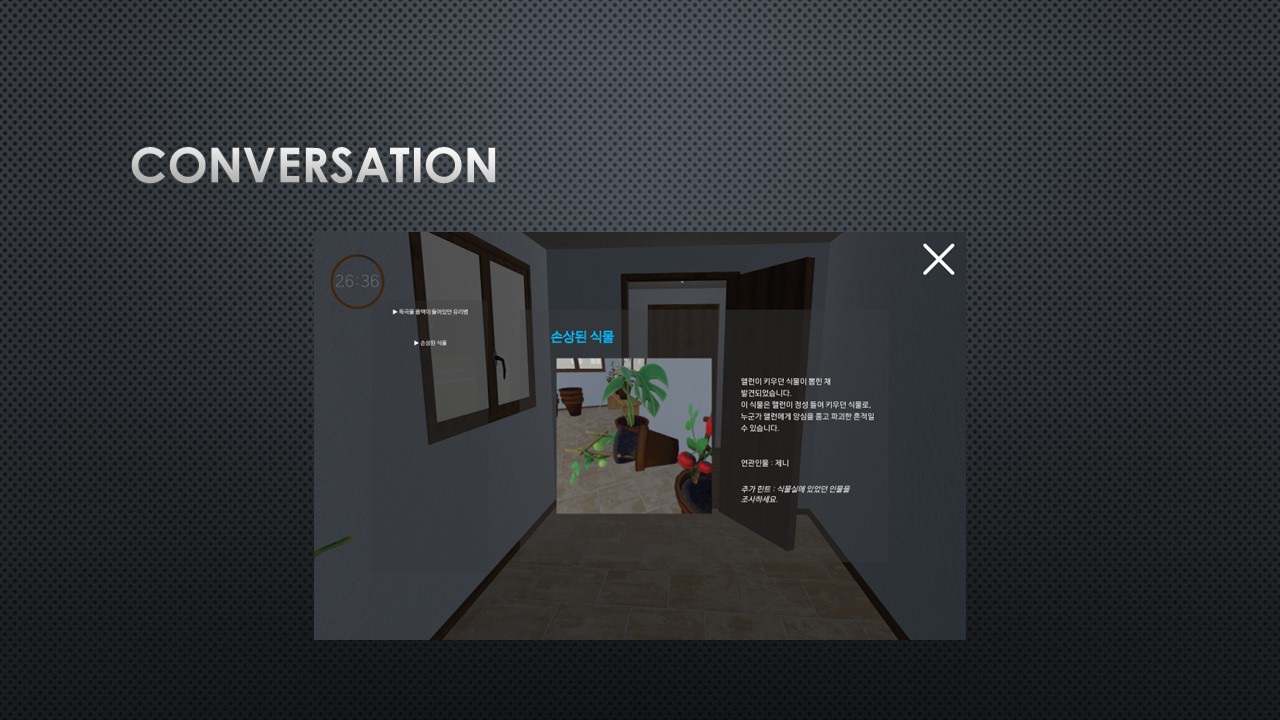 CONVERSATION
26:36
▶ 독극물 용액이 들어있던 유리병
▶ 손상된 식물
손상된 식물
앨런이 키우던 식물이 뽑힌 채
발견되었습니다.
이 식물은 앨런이 정성 들여 키우던 식물로,
누군가 앨런에게 앙심을 품고 파괴한 흔적일
수 있습니다.
연관인물 : 제니
추가 힌트 : 식물실에 있었던 인물을
조사하세요.